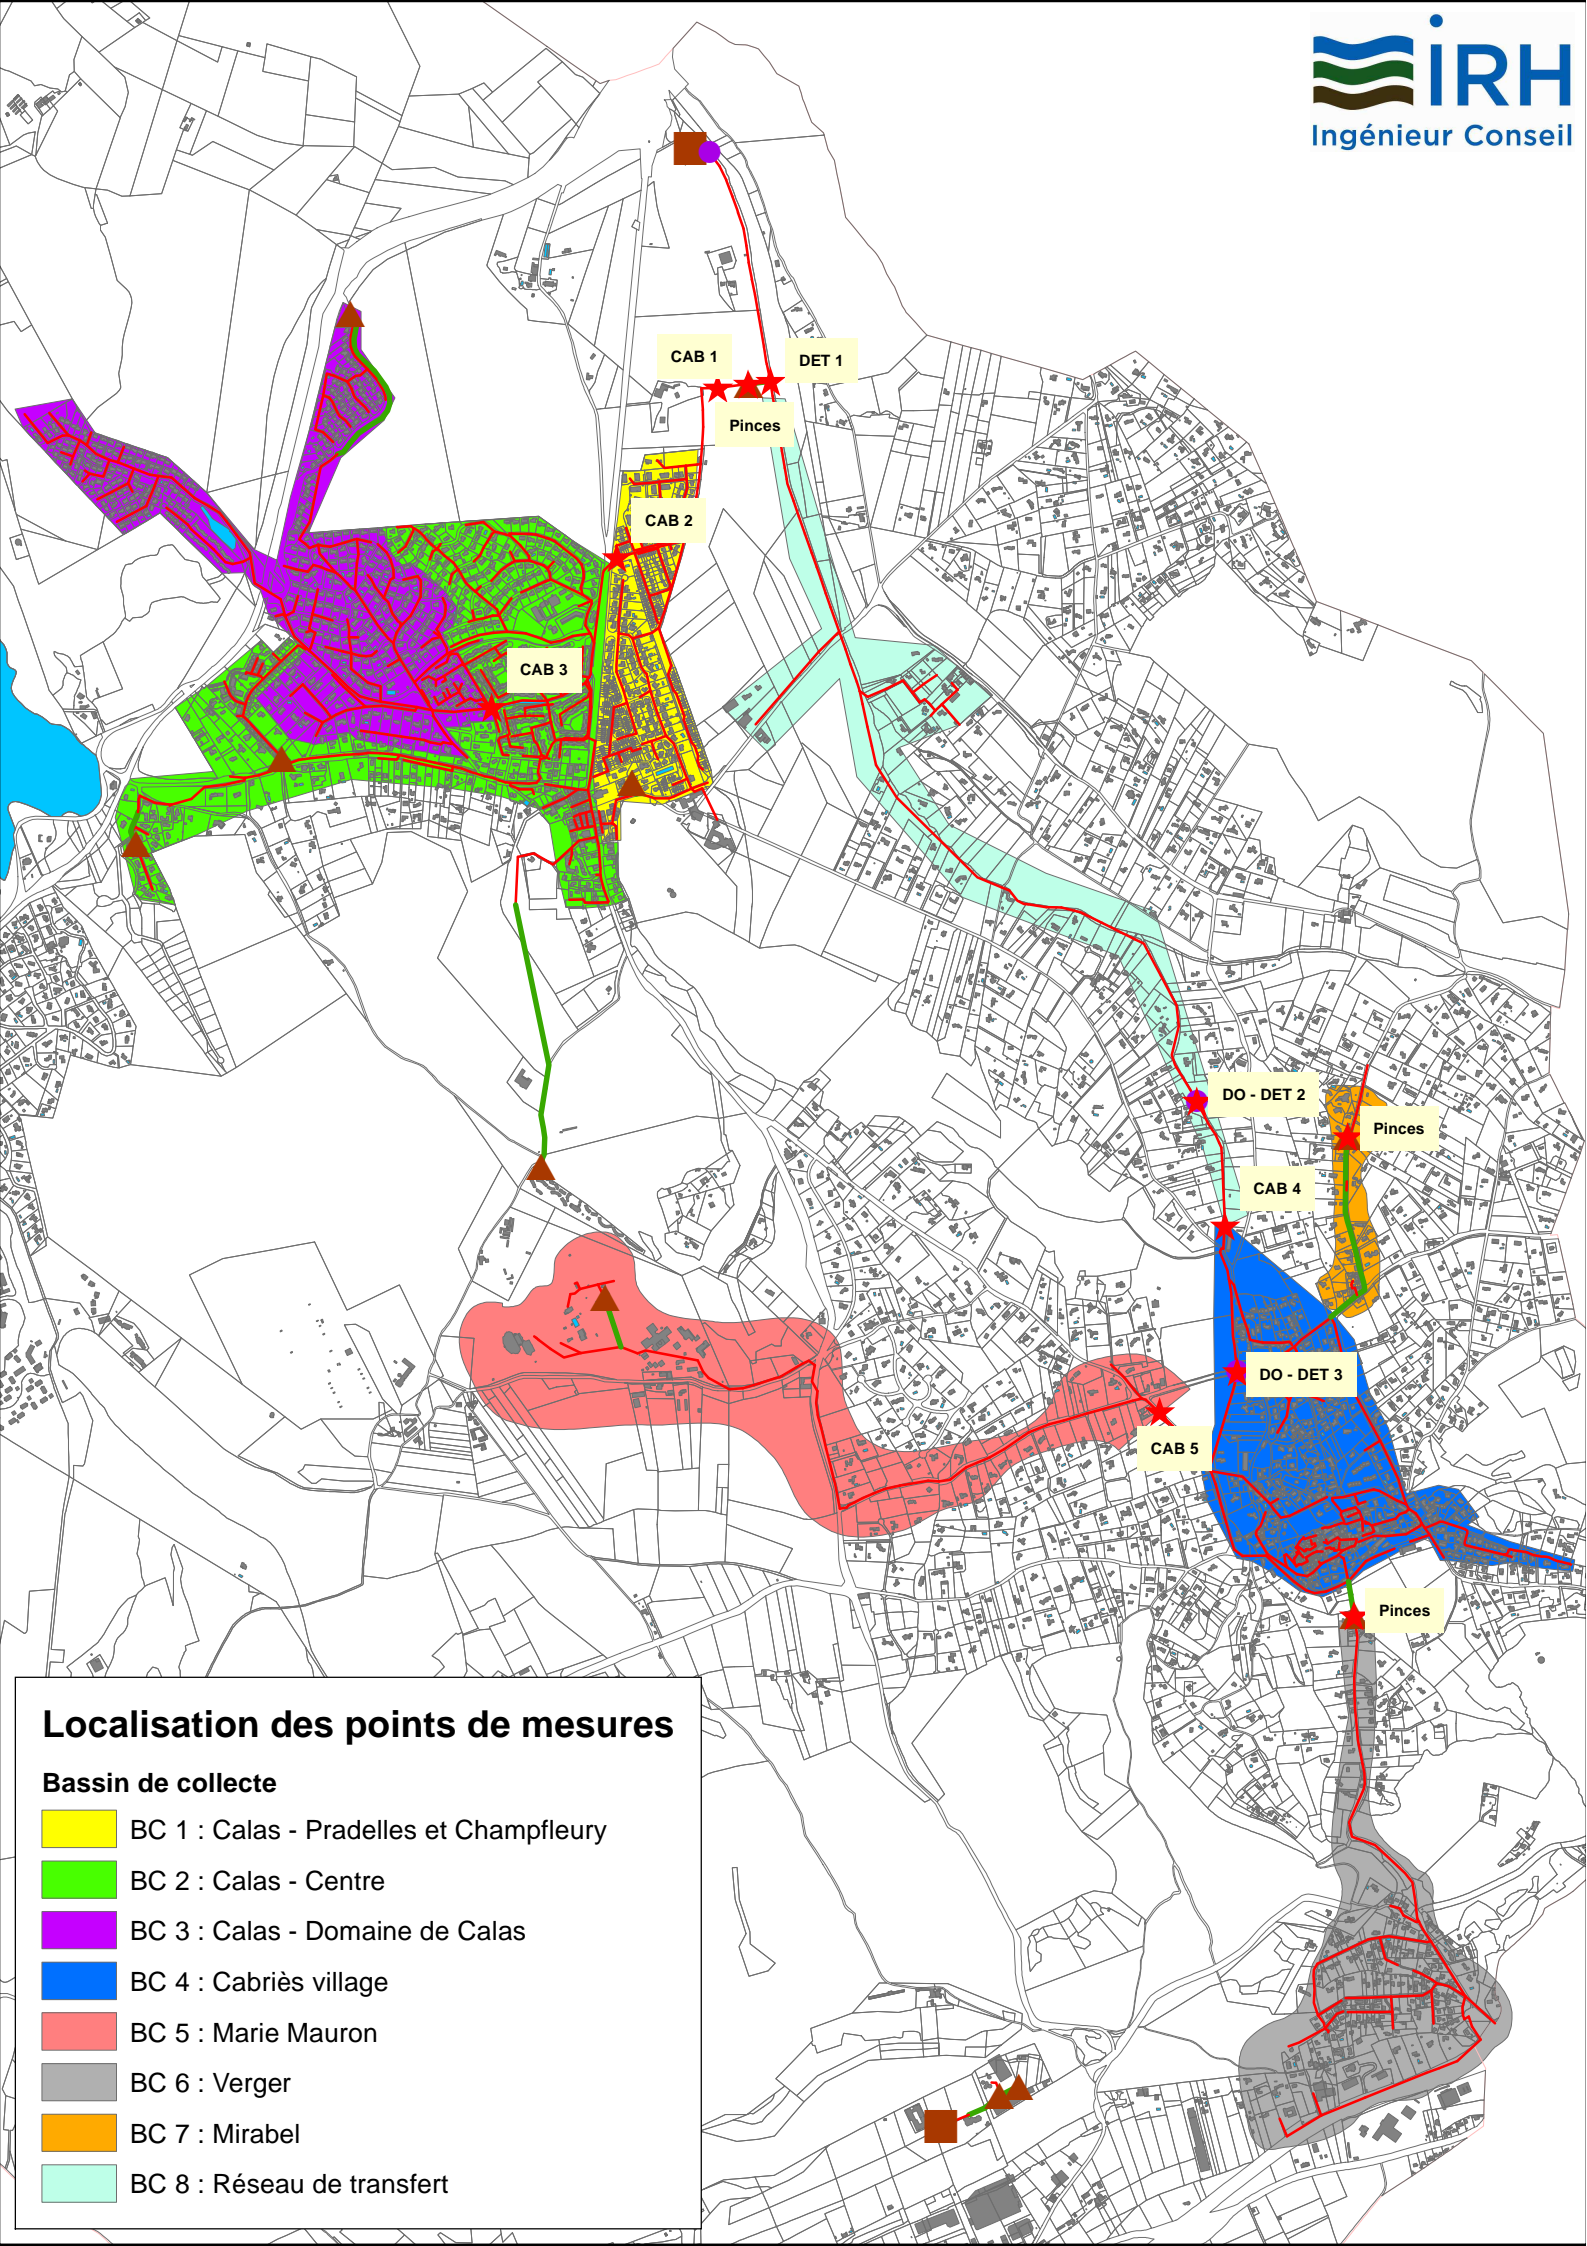 iRH
Ingénieur Conseil
CAB 1
DET 1
Pinces
CAB 2
CAB 3
DO - DET 2
Pinces
CAB 4
DO - DET 3
CAB 5
Pinces
Localisation des points de mesures
Bassin de collecte
BC 1 : Calas - Pradelles et Champfleury
BC 2 : Calas - Centre
BC 3 : Calas - Domaine de Calas
BC 4 : Cabriès village
BC 5 : Marie Mauron
BC 6 : Verger
BC 7 : Mirabel
BC 8 : Réseau de transfert